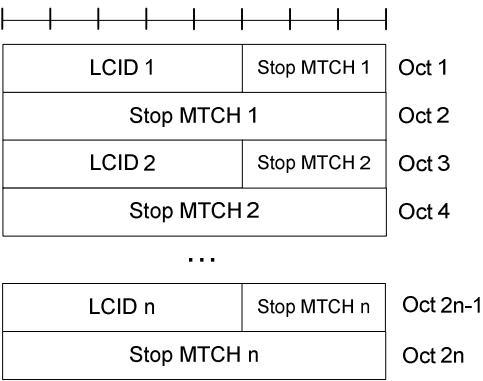 LCID 1 Stop MTCH 1 Oct 1
Stop MTCH 1 Oct 2
LCID 2 Stop MTCH 2 Oct 3
Stop MTCH 2 Oct 4
...
LCID n Stop MTCH n Oct 2n-1
Stop MTCH n Oct 2n